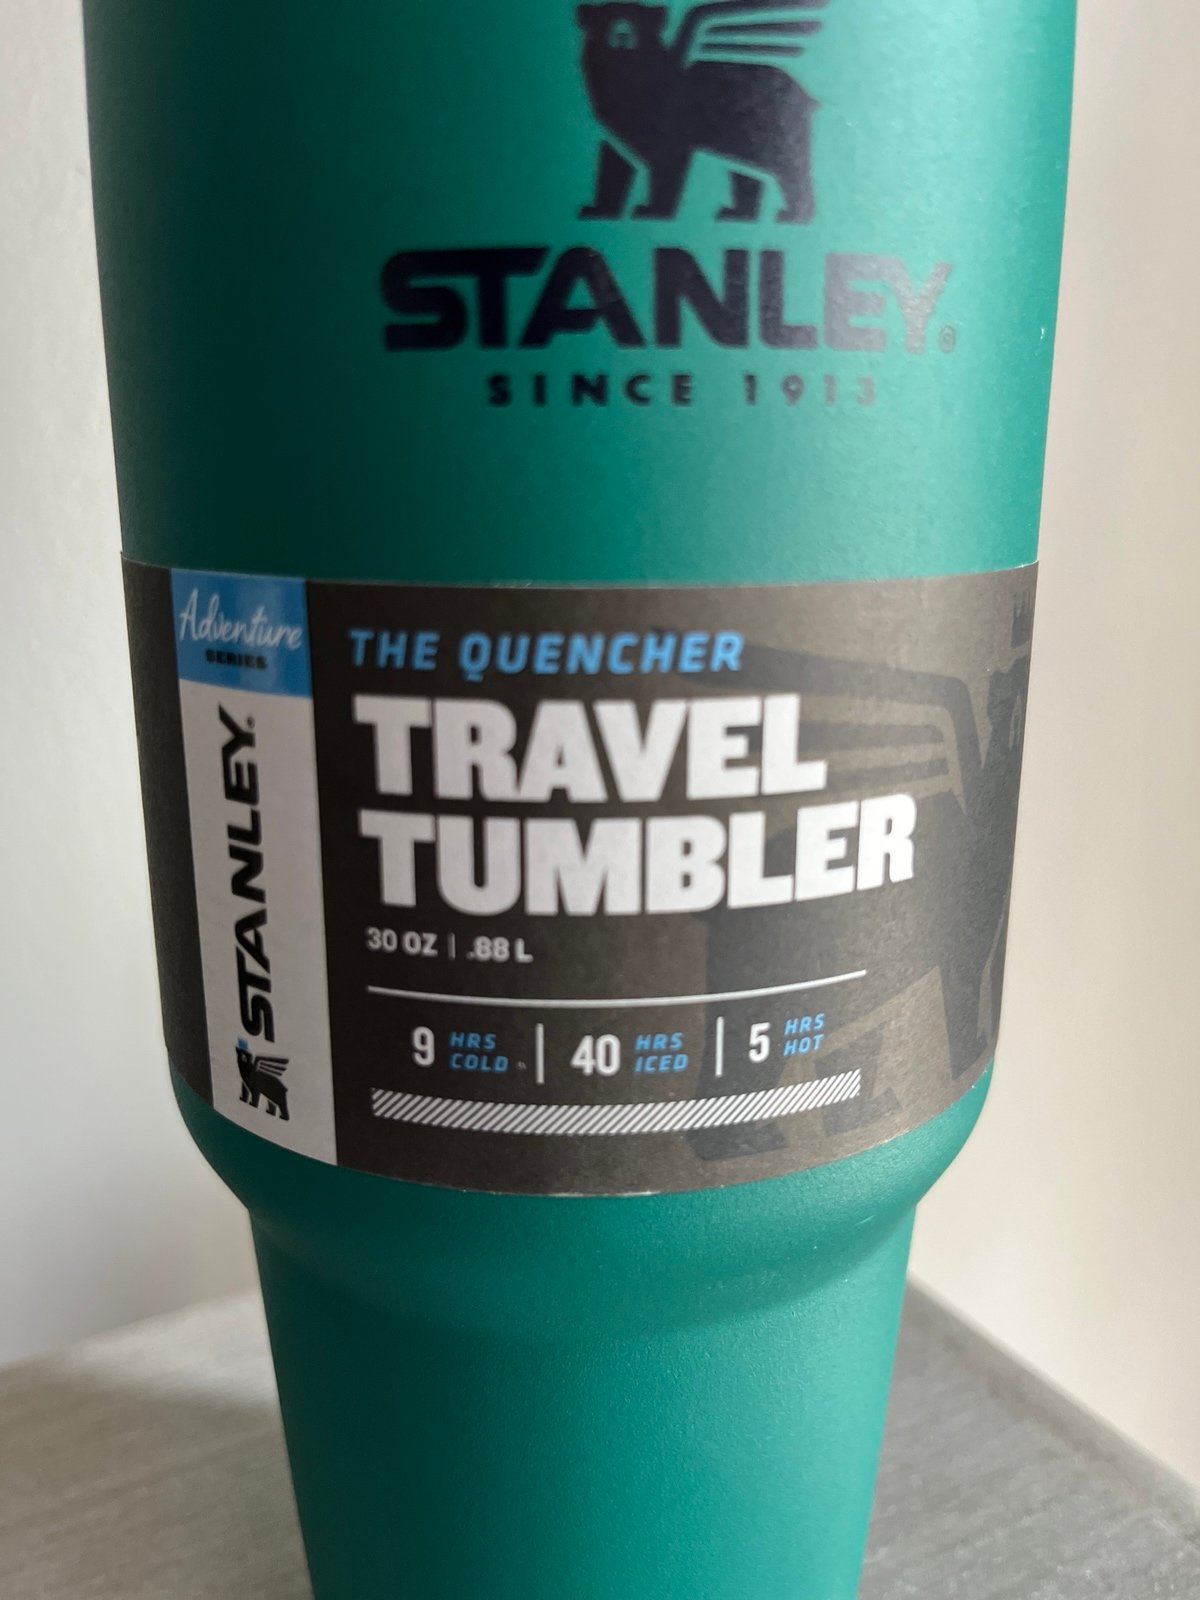 STANLEY®
SINCE 1913
Adventure
SERIES
STANLEY®
THE QUENCHER
TRAVEL
TUMBLER
30 OZ | .88 L
9 HRS COLD | 40 HRS ICED | 5 HRS HOT